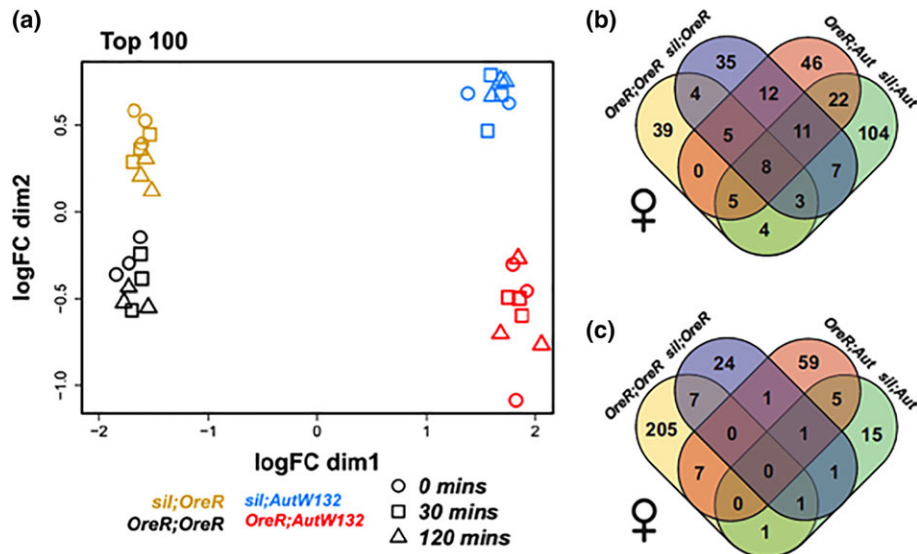 (a)
Top 100
logFC dim2
0.5
0.0
−0.5
−1.0
−2
−1
0
1
2
logFC dim1
sil;OreR
sil;AutW132
OreR;OreR
OreR;AutW132
0 mins
30 mins
120 mins
(b)
OreR;OreR
sil;OreR
OreR;Aut
sil;Aut
35
46
4
12
22
39
5
11
104
8
0
7
5
3
4
♀
(c)
OreR;OreR
sil;OreR
OreR;Aut
sil;Aut
24
59
7
1
5
205
0
1
15
0
7
1
0
1
1
♀